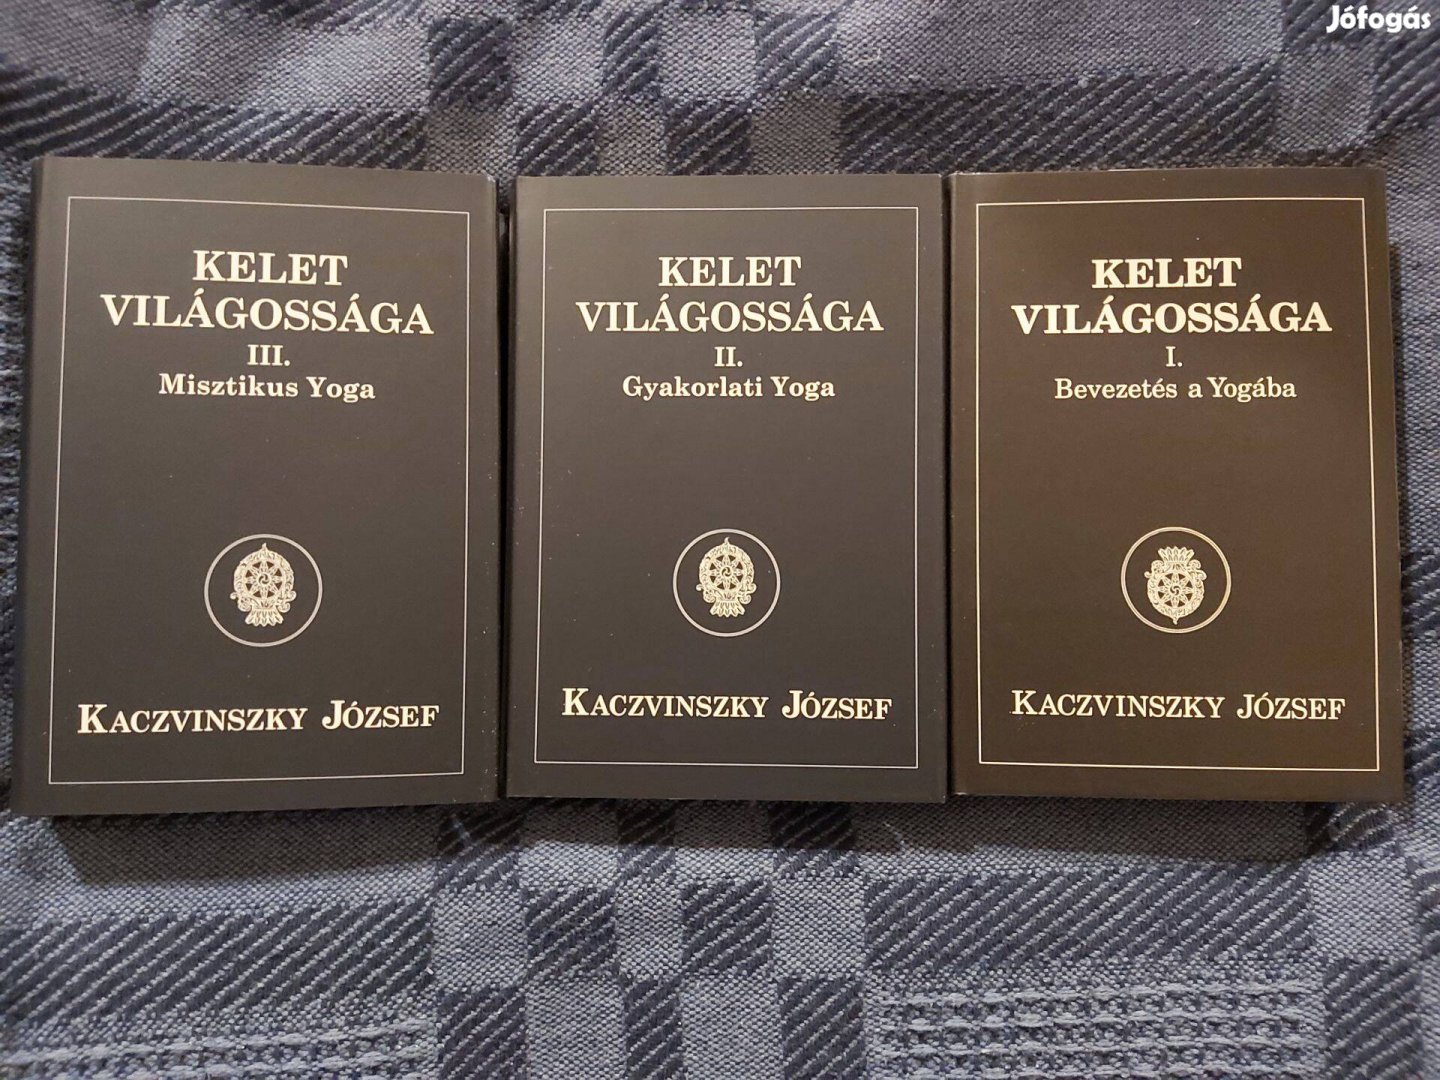 Jófogás
KELET
VILÁGOSSÁGA
III.
Misztikus Yoga
KACZVINSZKY JÓZSEF
KELET
VILÁGOSSÁGA
II.
Gyakorlati Yoga
KACZVINSZKY JÓZSEF
KELET
VILÁGOSSÁGA
I.
Bevezetés a Yogába
KACZVINSZKY JÓZSEF